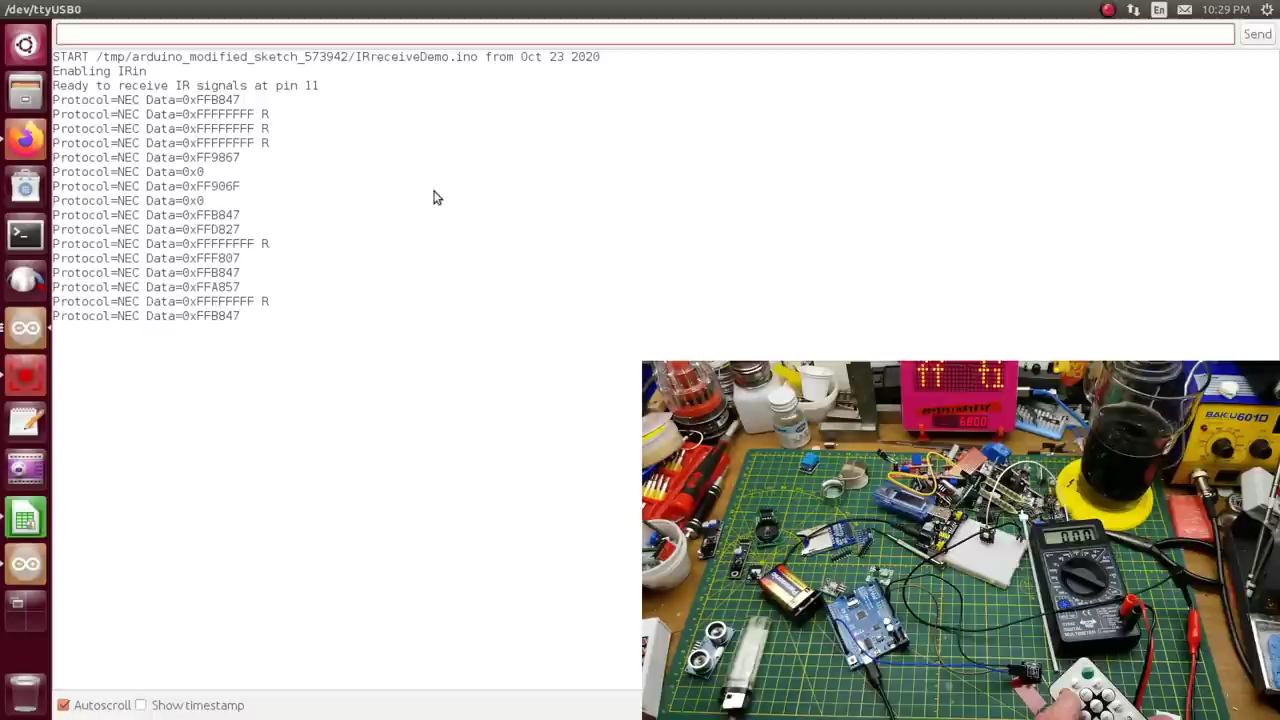 /dev/ttyUSB0
En
10:29 PM
Send
START /tmp/arduino_modified_sketch_573942/IRreceiveDemo.ino from Oct 23 2020
Enabling IRin
Ready to receive IR signals at pin 11
Protocol=NEC Data=0xFFB847
Protocol=NEC Data=0xFFFFFFFF R
Protocol=NEC Data=0xFFFFFFFF R
Protocol=NEC Data=0xFFFFFFFF R
Protocol=NEC Data=0xFF9867
Protocol=NEC Data=0x0
Protocol=NEC Data=0xFF906F
Protocol=NEC Data=0x0
Protocol=NEC Data=0xFFB847
Protocol=NEC Data=0xFFD827
Protocol=NEC Data=0xFFFFFFFF R
Protocol=NEC Data=0xFFF807
Protocol=NEC Data=0xFFB847
Protocol=NEC Data=0xFFA857
Protocol=NEC Data=0xFFFFFFFF R
Protocol=NEC Data=0xFFB847
6800
BAKU 601D
000
Autoscroll
Show timestamp